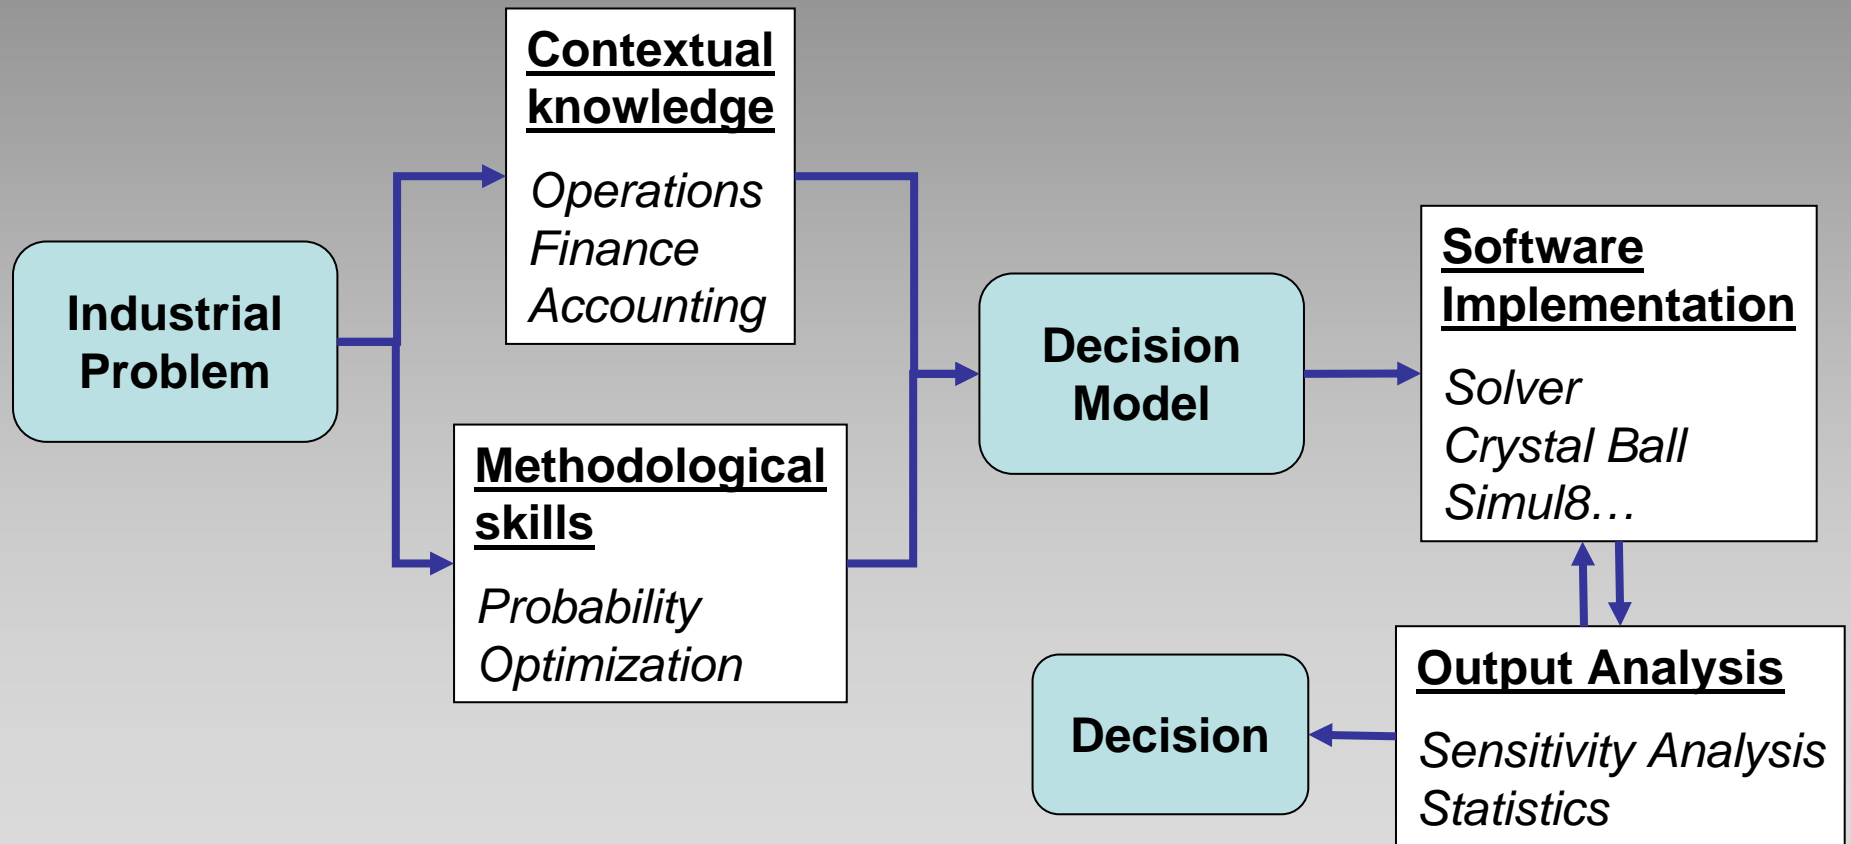 Contextual
knowledge
Operations
Finance
Accounting
Industrial
Problem
Methodological
skills
Probability
Optimization
Decision
Model
Software
Implementation
Solver
Crystal Ball
Simul8…
Output Analysis
Sensitivity Analysis
Statistics
Decision